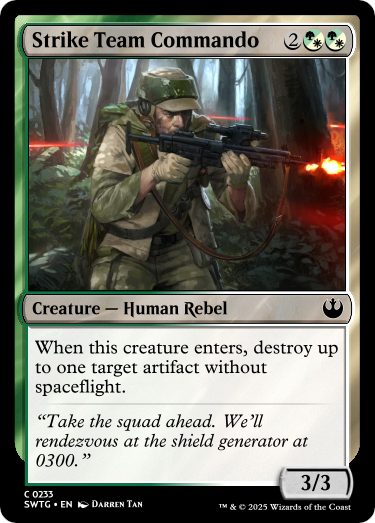 Strike Team Commando 2
Creature — Human Rebel
When this creature enters, destroy up
to one target artifact without
spaceflight.
“Take the squad ahead. We’ll
rendezvous at the shield generator at
0300.”
3/3
C 0233
SWTG • EN DARREN TAN
™ & © 2025 Wizards of the Coast